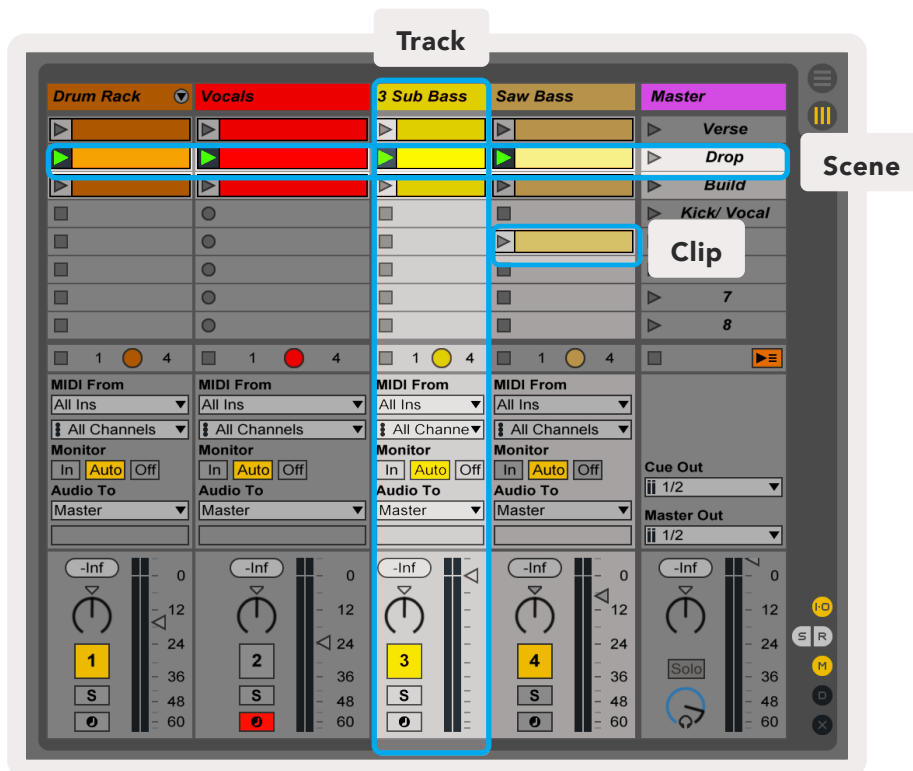 Track
Drum Rack Vocals 3 Sub Bass Saw Bass Master
Verse
Drop
Scene
Build
Kick/ Vocal
Clip
7
8
1 4 1 4 1 4 1 4
MIDI From MIDI From MIDI From MIDI From
All Ins All Ins All Ins All Ins
All Channels All Channels All Channe All Channels
Monitor Monitor Monitor Monitor
In Auto Off In Auto Off In Auto Off In Auto Off
Cue Out
Audio To Audio To Audio To Audio To
1/2
Master Master Master Master
Master Out
1/2
-Inf -Inf -Inf -Inf -Inf
0 0 0 0
12 12 12 12 I·O
24 24 24 24 S R
1 2 3 4 Solo M
36 36 36 36
S S S S D
48 48 48 48
60 60 60 60 X